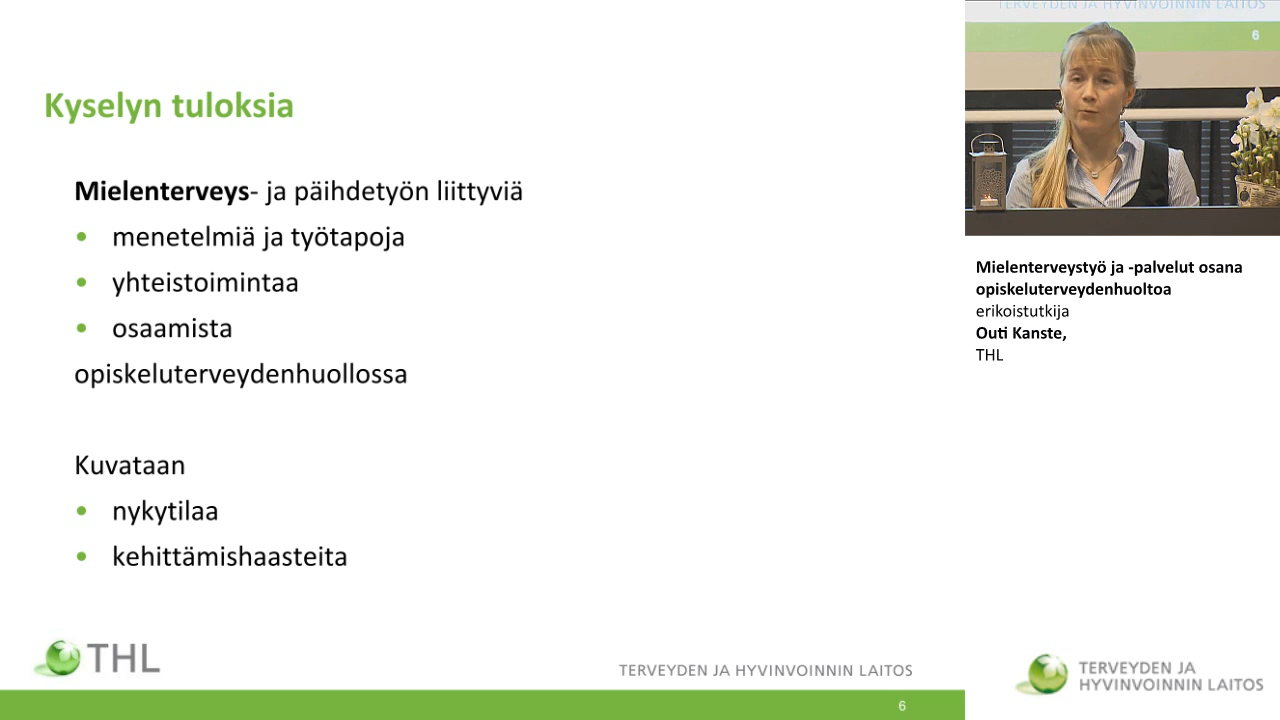 Kyselyn tuloksia
Mielenterveys- ja päihdetyön liittyviä
• menetelmiä ja työtapoja
• yhteistoimintaa
• osaamista
opiskeluterveydenhuollossa
Kuvataan
• nykytilaa
• kehittämishaasteita
THL
TERVEYDEN JA HYVINVOINNIN LAITOS
6
TERVEYDEN JA HYVINVOINNIN LAITOS
6
Mielenterveystyö ja -palvelut osana
opiskeluterveydenhuoltoa
erikoistutkija
Outi Kanste,
THL
TERVEYDEN JA
HYVINVOINNIN LAITOS